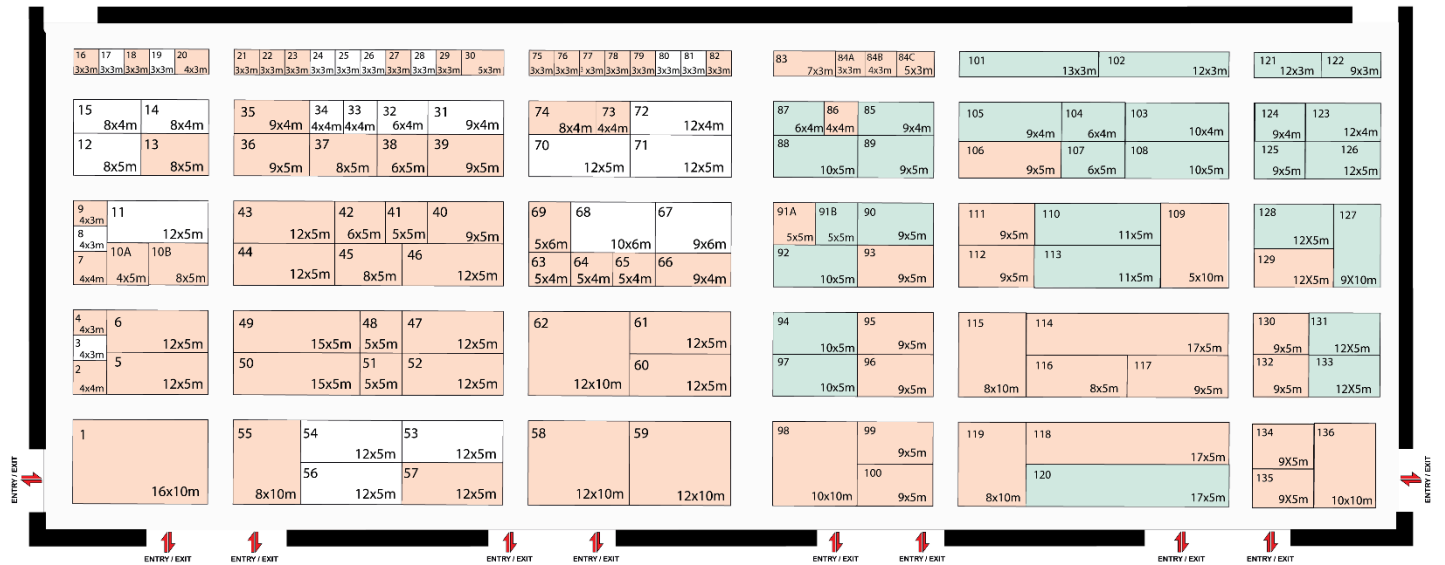 16 17 18 19 20
3x3m 3x3m 3x3m 3x3m 4x3m
21 22 23 24 25 26 27 28 29 30
3x3m 3x3m 3x3m 3x3m 3x3m 3x3m 3x3m 3x3m 3x3m 5x3m
75 76 77 78 79 80 81 82
3x3m 3x3m 3x3m 3x3m 3x3m 3x3m 3x3m 3x3m
83 84A 84B 84C
7x3m 3x3m 4x3m 5x3m
101 102
13x3m 12x3m
121 122
12x3m 9x3m
15 14
8x4m 8x4m
12 13
8x5m 8x5m
35 34 33 32 31
9x4m 4x4m 4x4m 6x4m 9x4m
36 37 38 39
9x5m 8x5m 6x5m 9x5m
74 73 72
8x4m 4x4m 12x4m
70 71
12x5m 12x5m
87 86 85
6x4m 4x4m 9x4m
88 89
10x5m 9x5m
105 104 103
9x4m 6x4m 10x4m
106 107 108
9x5m 6x5m 10x5m
124 123
9x4m 12x4m
125 126
9x5m 12x5m
9 11
4x3m 12x5m
8
4x3m
7 10A 10B
4x4m 4x5m 8x5m
43 42 41 40
12x5m 6x5m 5x5m 9x5m
44 45 46
12x5m 8x5m 12x5m
69 68 67
5x6m 10x6m 9x6m
63 64 65 66
5x4m 5x4m 5x4m 9x4m
91A 91B 90
5x5m 5x5m 9x5m
92 93
10x5m 9x5m
111 110 109
9x5m 11x5m
112 113
9x5m 11x5m 5x10m
128 127
12X5m
129
12X5m 9X10m
4 6
4x3m 12x5m
3
4x3m
2 5
4x4m 12x5m
49 48 47
15x5m 5x5m 12x5m
50 51 52
15x5m 5x5m 12x5m
62 61
12x5m
60
12x10m 12x5m
94 95
10x5m 9x5m
97 96
10x5m 9x5m
115 114
17x5m
116 117
8x10m 8x5m 9x5m
130 131
9x5m 12X5m
132 133
9x5m 12X5m
1
16x10m
55 54 53
12x5m 12x5m
56 57
8x10m 12x5m 12x5m
58 59
12x10m 12x10m
98 99
9x5m
100
10x10m 9x5m
119 118
17x5m
120
8x10m 17x5m
134 136
9X5m
135
9X5m 10x10m
ENTRY / EXIT
ENTRY / EXIT
ENTRY / EXIT
ENTRY / EXIT
ENTRY / EXIT
ENTRY / EXIT
ENTRY / EXIT
ENTRY / EXIT
ENTRY / EXIT
ENTRY / EXIT